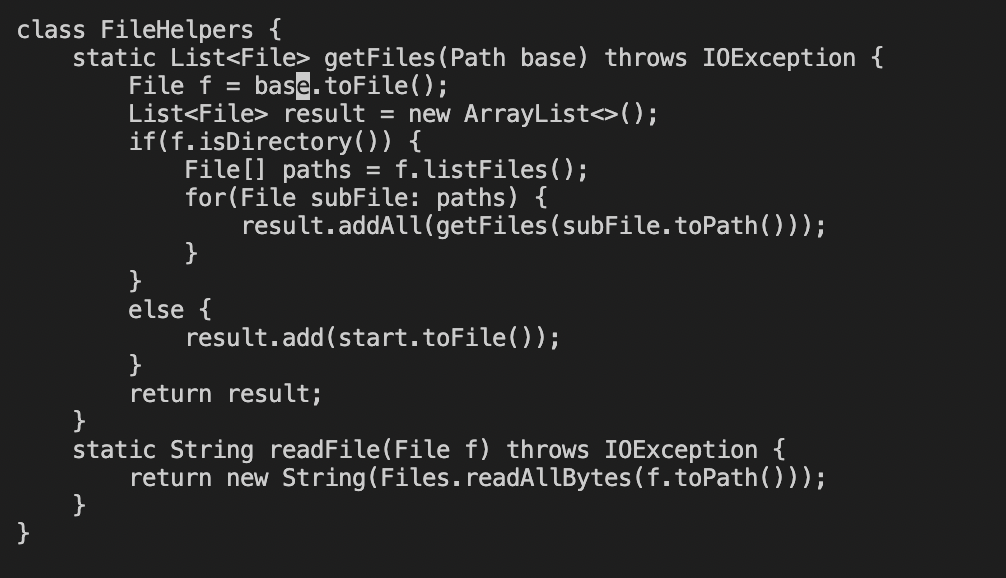 class FileHelpers {
    static List<File> getFiles(Path base) throws IOException {
        File f = base.toFile();
        List<File> result = new ArrayList<>();
        if(f.isDirectory()) {
            File[] paths = f.listFiles();
            for(File subFile: paths) {
                result.addAll(getFiles(subFile.toPath()));
            }
        }
        else {
            result.add(start.toFile());
        }
        return result;
    }
    static String readFile(File f) throws IOException {
        return new String(Files.readAllBytes(f.toPath()));
    }
}